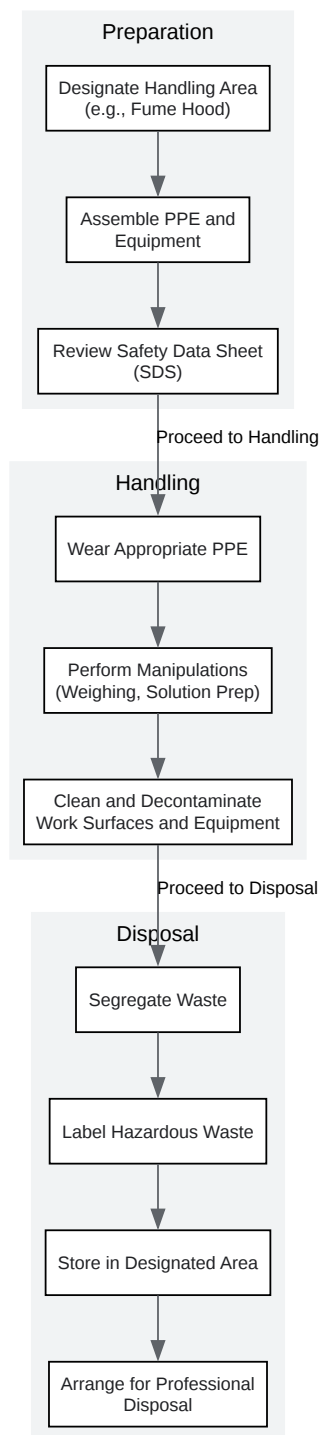 Preparation
Designate Handling Area
(e.g., Fume Hood)
Assemble PPE and
Equipment
Review Safety Data Sheet
(SDS)
Proceed to Handling
Handling
Wear Appropriate PPE
Perform Manipulations
(Weighing, Solution Prep)
Clean and Decontaminate
Work Surfaces and Equipment
Proceed to Disposal
Disposal
Segregate Waste
Label Hazardous Waste
Store in Designated Area
Arrange for Professional
Disposal